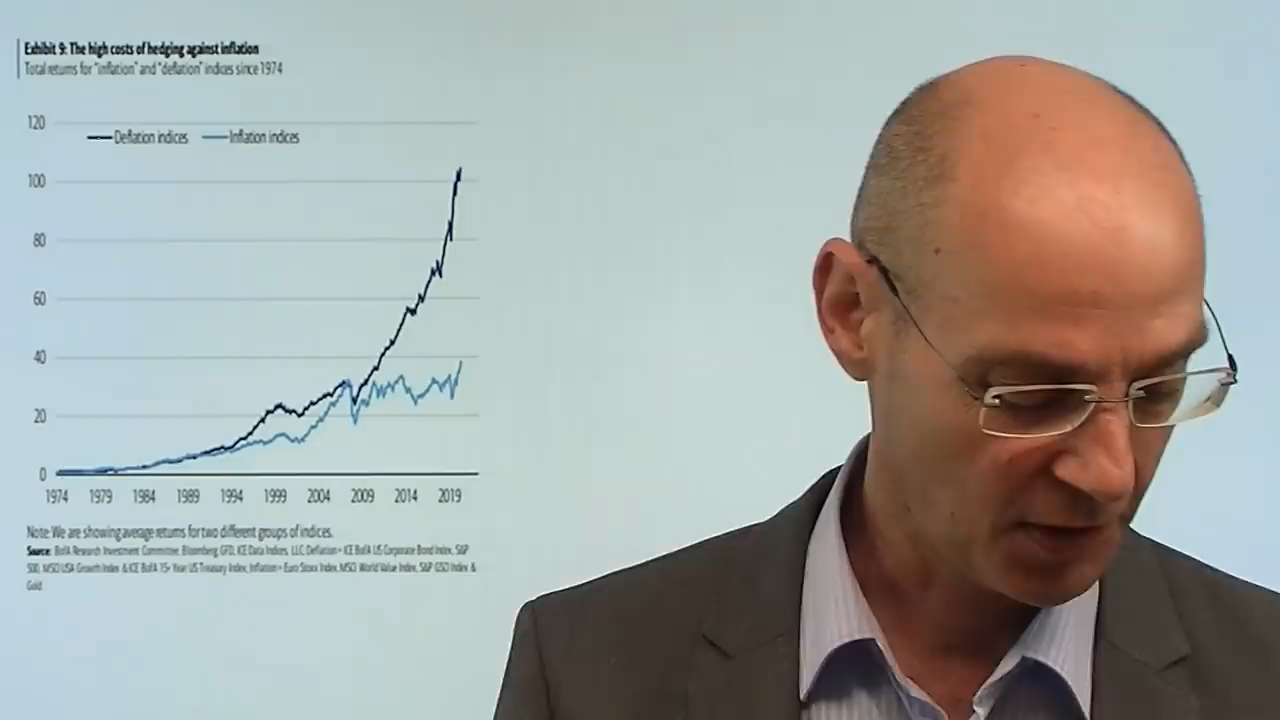 Exhibit 9: The high costs of hedging against inflation
Total returns for "inflation" and "deflation" indices since 1974
120
Deflation indices Inflation indices
100
80
60
40
20
0
1974 1979 1984 1989 1994 1999 2004 2009 2014 2019
Note: We are showing average returns for two different groups of indices.
Source: BofA Research Investment Committee, Bloomberg, GFD, ICE Data Indices, LLC. Deflation= ICE BofA US Corporate Bond Index, S&P
500, MSCI USA Growth Index & ICE BofA 15+ Year US Treasury Index, Inflation= Euro Stoxx Index, MSCI World Value Index, S&P GSCI Index &
Gold